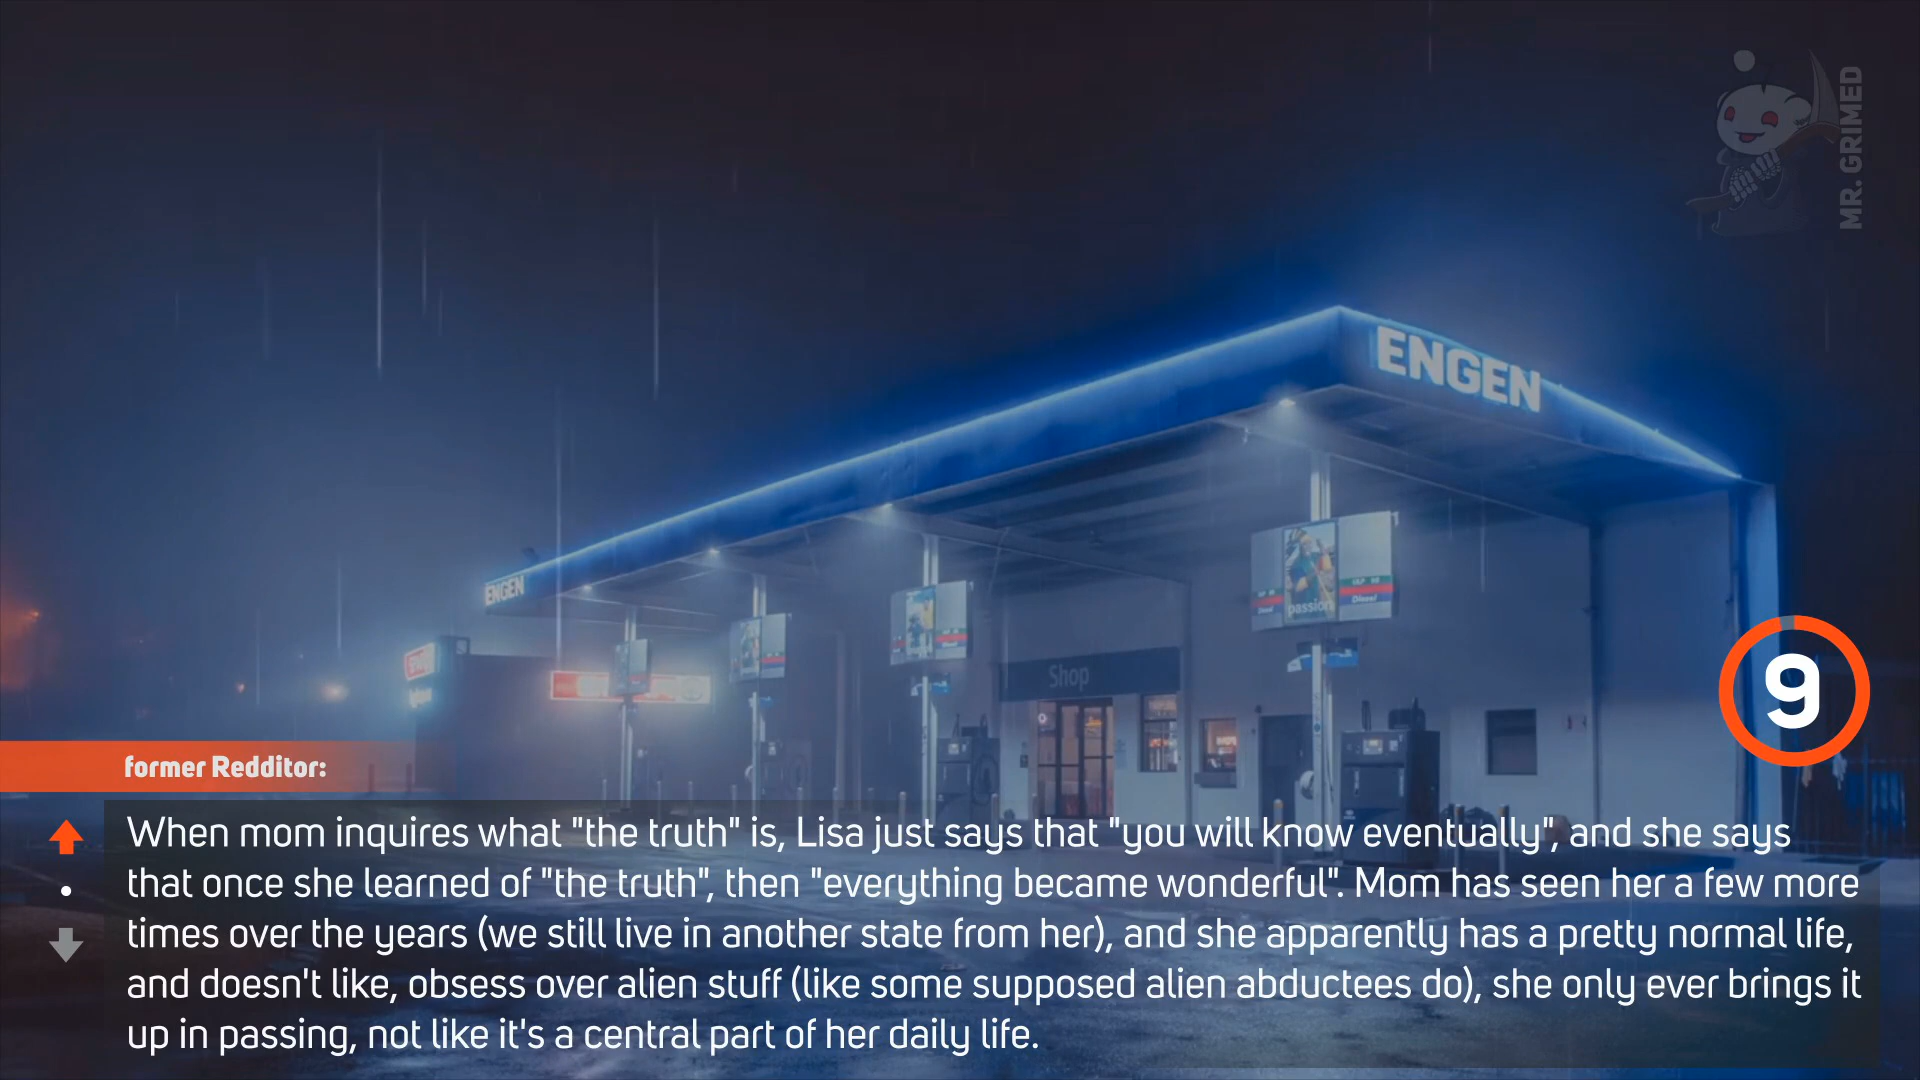 MR. GRIMED
ENGEN
ENGEN
passion
Diesel
Shop
9
former Redditor:
When mom inquires what "the truth" is, Lisa just says that "you will know eventually", and she says
that once she learned of "the truth", then "everything became wonderful". Mom has seen her a few more
times over the years (we still live in another state from her), and she apparently has a pretty normal life,
and doesn't like, obsess over alien stuff (like some supposed alien abductees do), she only ever brings it
up in passing, not like it's a central part of her daily life.